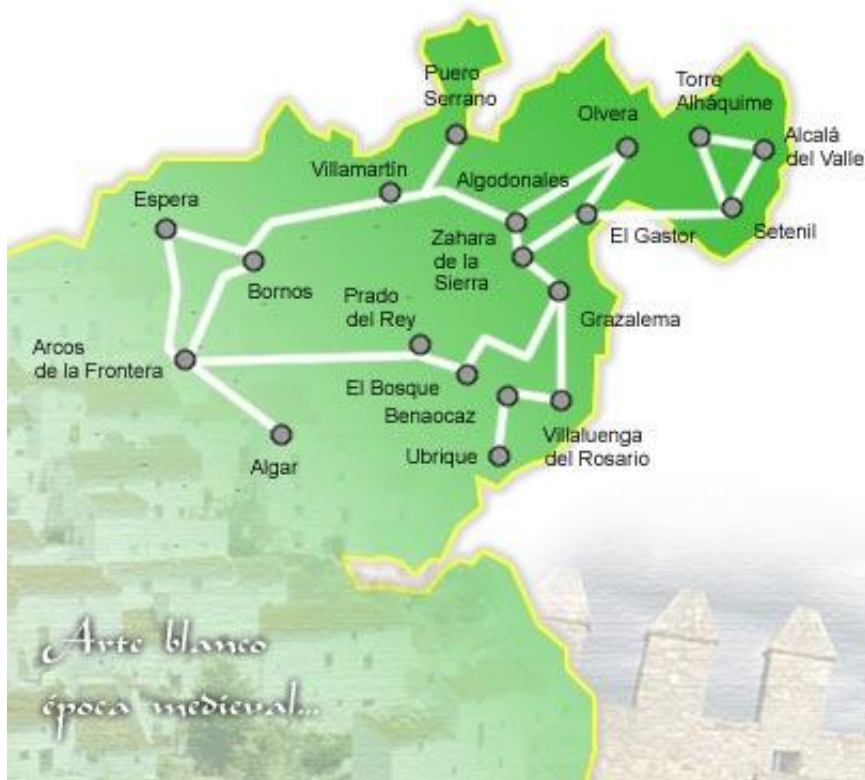 Puero
Serrano
Torre
Alháquime
Olvera
Alcalá
del Valle
Villamartín
Algodonales
Espera
El Gastor
Setenil
Zahara
de la
Sierra
Bornos
Prado
del Rey
Grazalema
Arcos
de la Frontera
El Bosque
Benaocaz
Villaluenga
del Rosario
Ubrique
Algar
Arte blanco
época medieval...